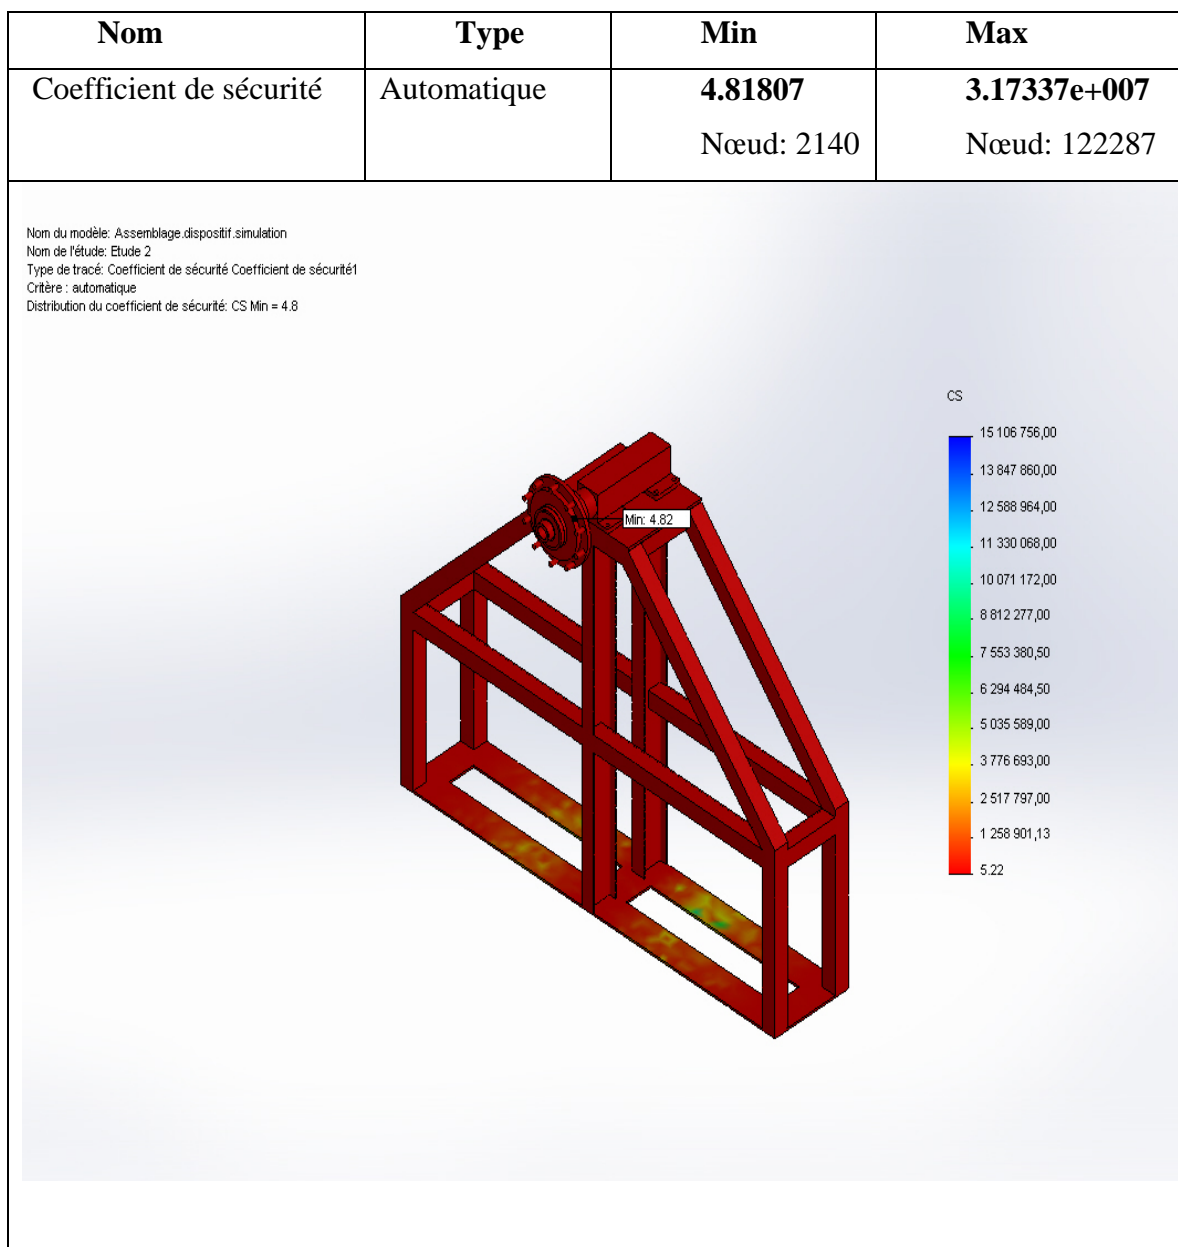 Nom Type Min Max
Coefficient de sécurité Automatique 4.81807 3.17337e+007
Nœud: 2140 Nœud: 122287
Nom du modèle: Assemblage.dispositif.simulation
Nom de l'étude: Etude 2
Type de tracé: Coefficient de sécurité Coefficient de sécurité1
Critère : automatique
Distribution du coefficient de sécurité: CS Min = 4.8
CS
15 106 756,00
13 847 860,00
12 588 964,00
Min: 4.82
11 330 068,00
10 071 172,00
8 812 277,00
7 553 380,50
6 294 484,50
5 035 589,00
3 776 693,00
2 517 797,00
1 258 901,13
5.22